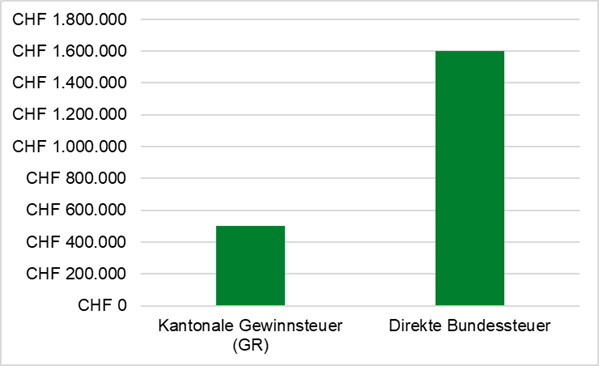 CHF 1.800.000
CHF 1.600.000
CHF 1.400.000
CHF 1.200.000
CHF 1.000.000
CHF 800.000
CHF 600.000
CHF 400.000
CHF 200.000
CHF 0
Kantonale Gewinnsteuer
(GR)
Direkte Bundessteuer